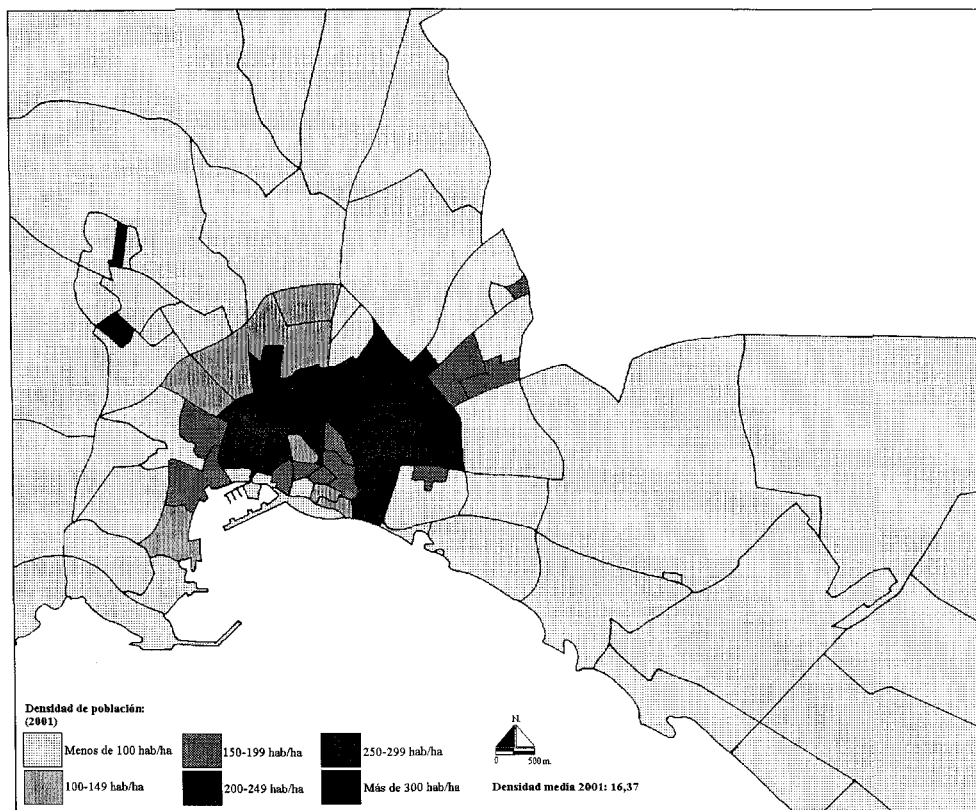 Densidad de población:
(2001)
Menos de 100 hab/ha
150-199 hab/ha
250-299 hab/ha
100-149 hab/ha
200-249 hab/ha
Más de 300 hab/ha
N.
0 500 m.
Densidad media 2001: 16,37